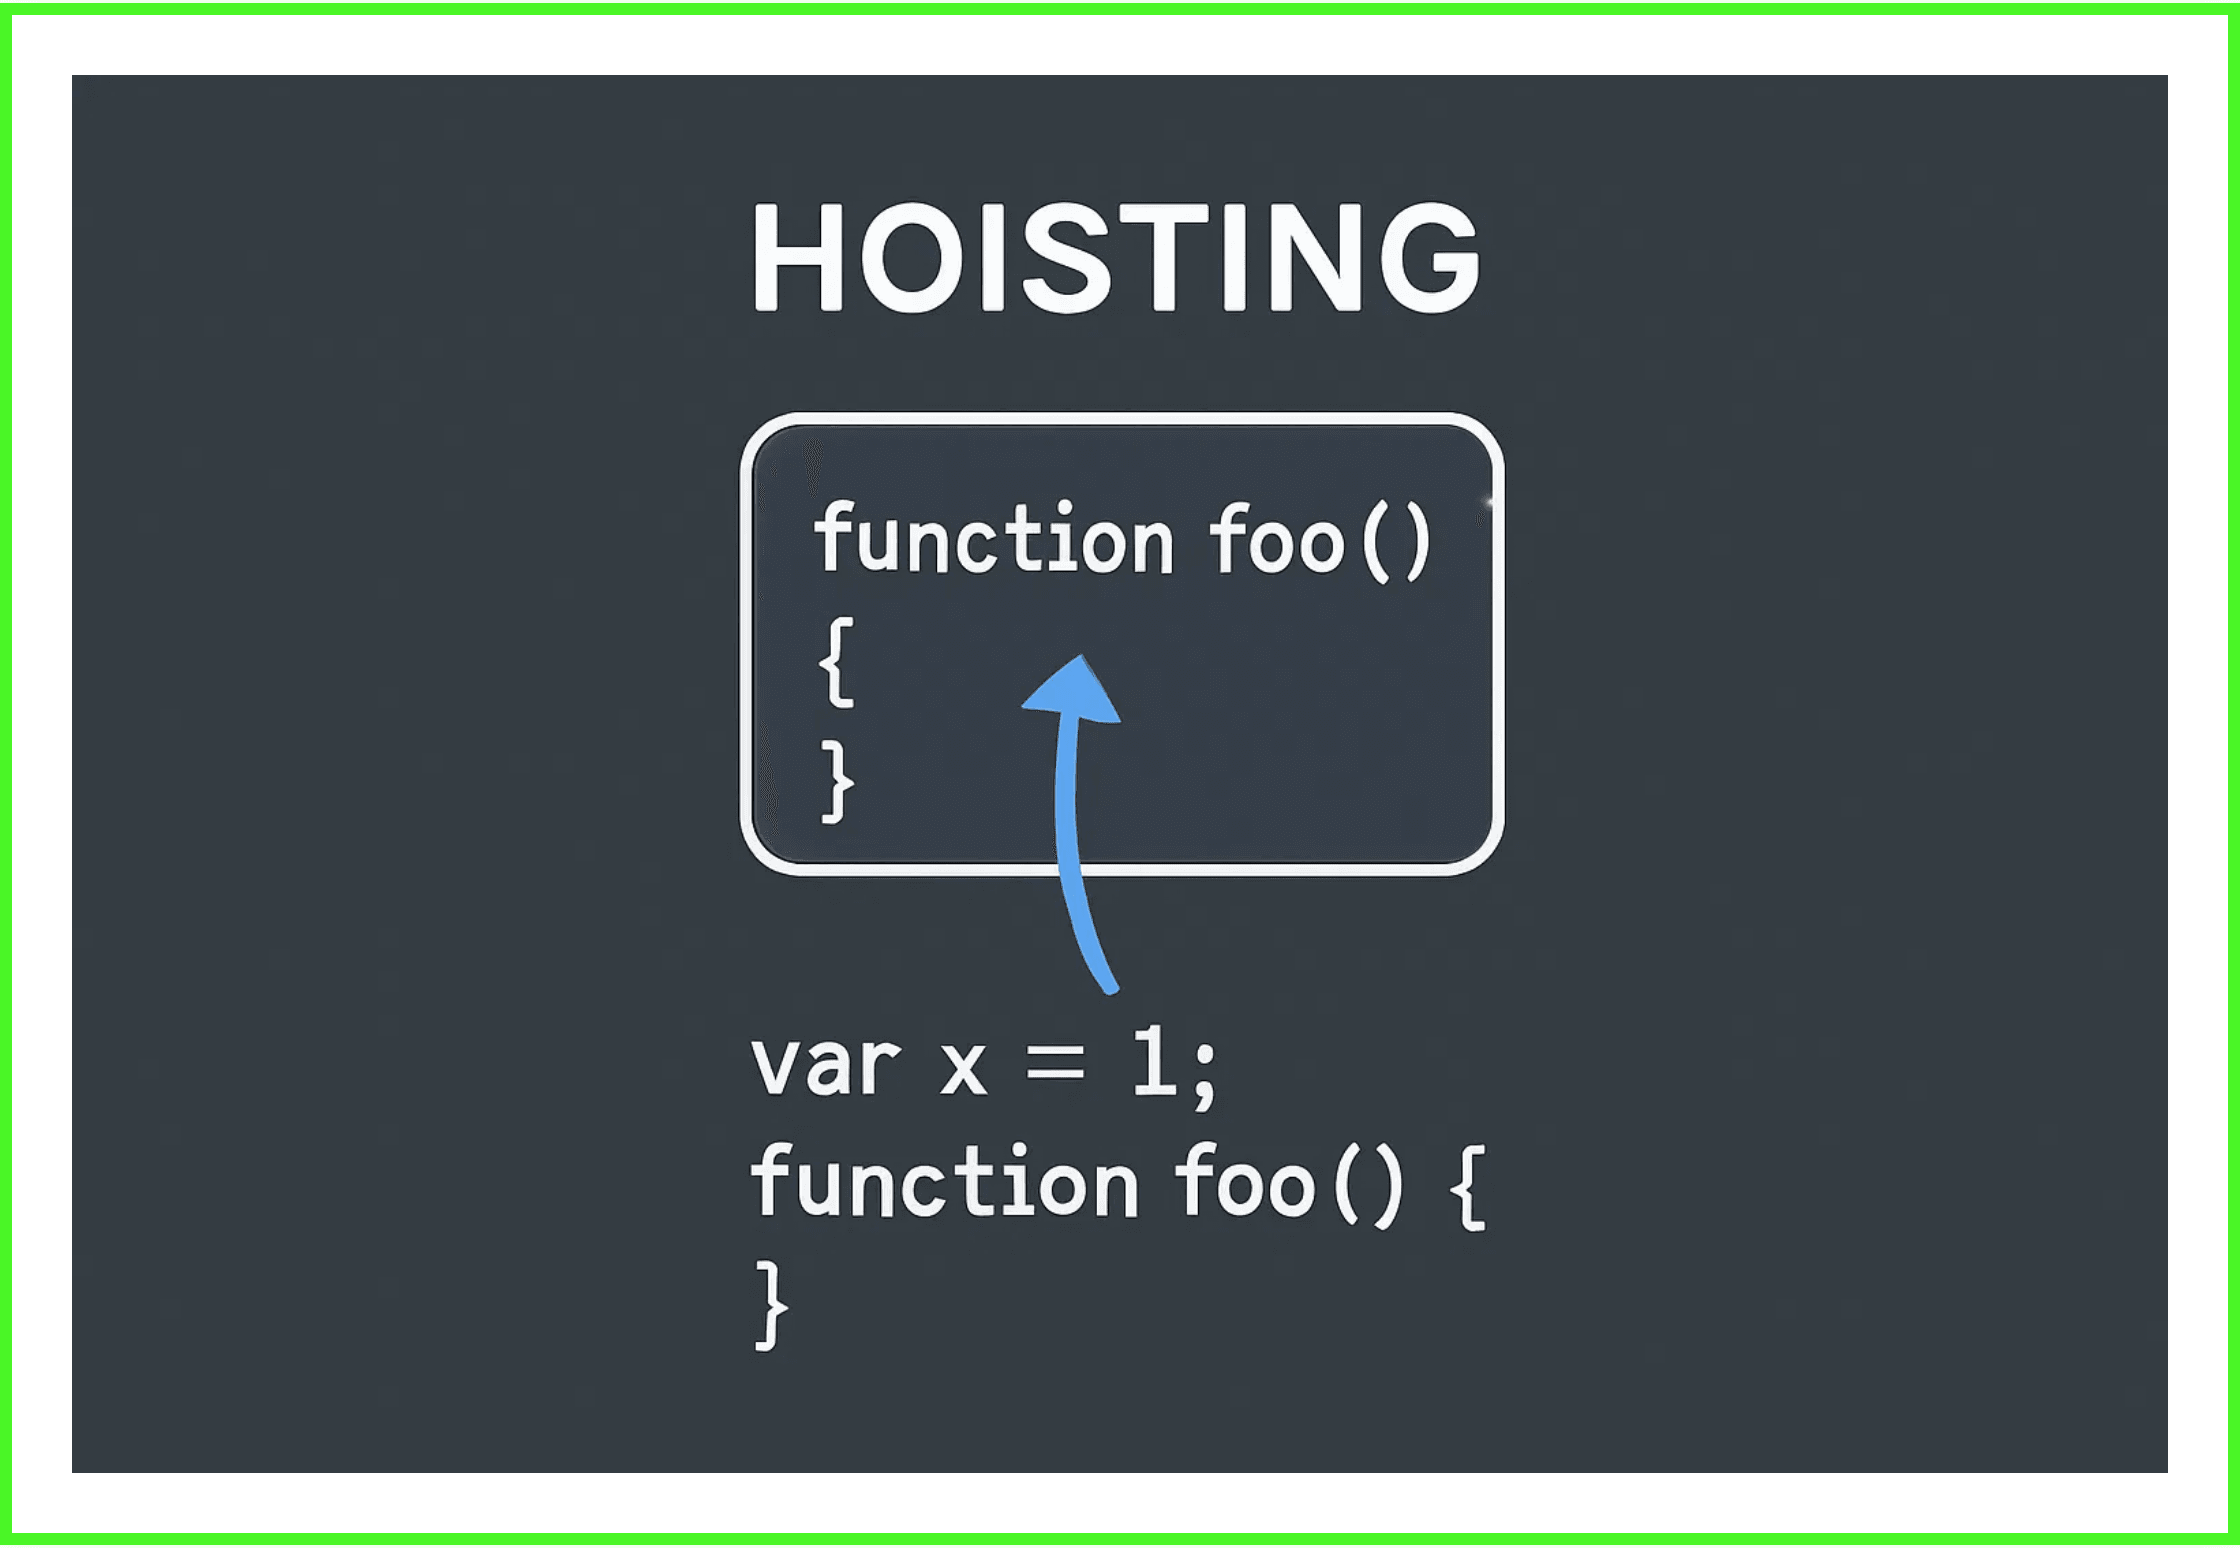 HOISTING
function foo()
{
}
var x = 1;
function foo() {
}